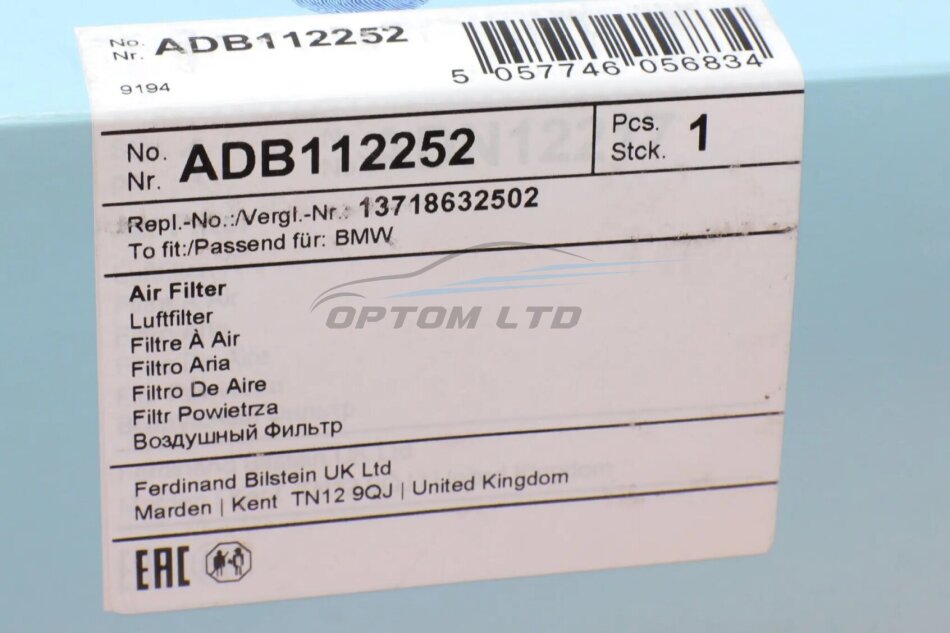 No. ADB112252
Nr.
9194
5 057746 056834
No. ADB112252
Nr.
Pcs. 1
Stck.
Repl.-No.:/Vergl.-Nr.: 13718632502
To fit:/Passend für: BMW
Air Filter
Luftfilter
Filtre À Air
Filtro Aria
Filtro De Aire
Filtr Powietrza
Воздушный Фильтр
OPTOM LTD
Ferdinand Bilstein UK Ltd
Marden | Kent TN12 9QJ | United Kingdom
EAC